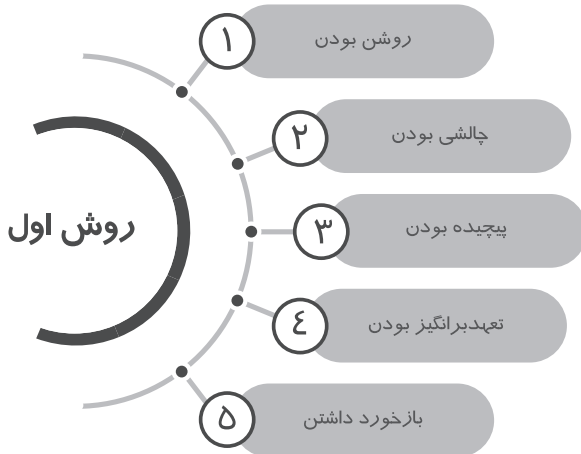 روش اول
۱
روشن بودن
۲
چالشی بودن
۳
پیچیده بودن
٤
تعهدبرانگیز بودن
۵
بازخورد داشتن